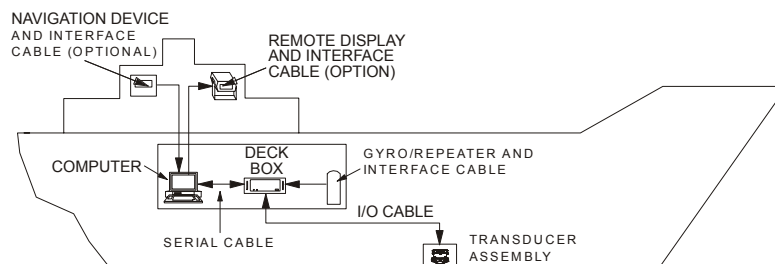 NAVIGATION DEVICE
AND INTERFACE
CABLE (OPTIONAL)
REMOTE DISPLAY
AND INTERFACE
CABLE (OPTION)
COMPUTER
DECK
BOX
GYRO/REPEATER AND
INTERFACE CABLE
I/O CABLE
SERIAL CABLE
TRANSDUCER
ASSEMBLY